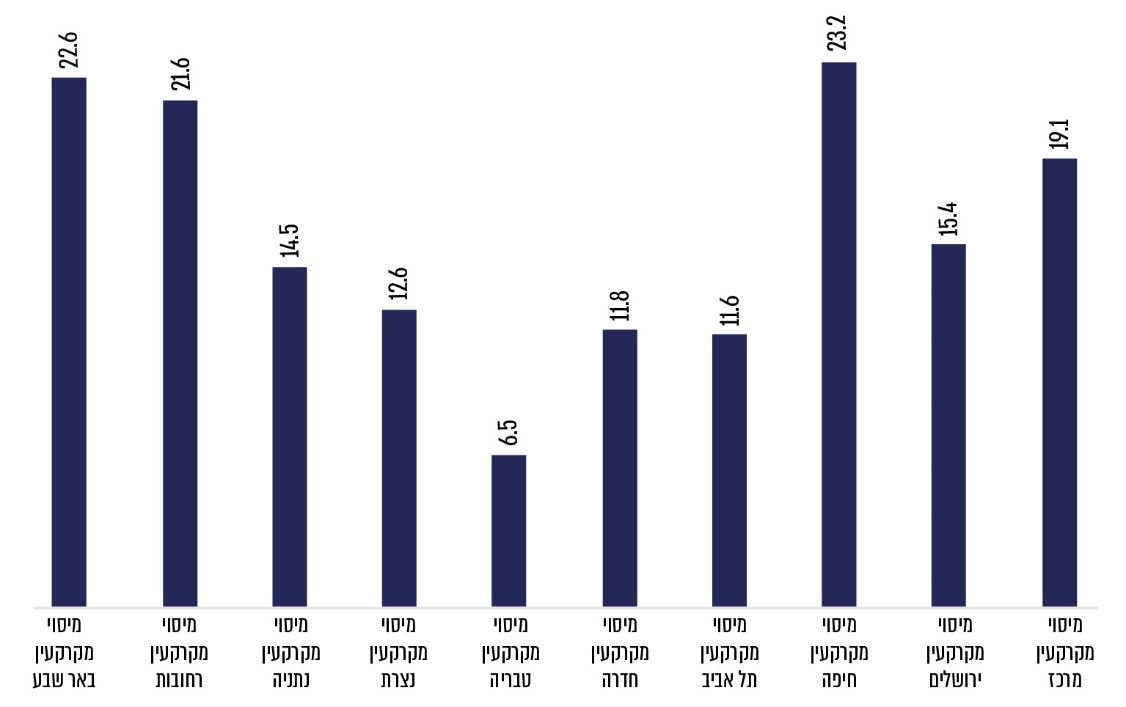 22.6
21.6
14.5
12.6
6.5
11.8
11.6
23.2
15.4
19.1
מיסוי
מקרקעין
באר שבע
מיסוי
מקרקעין
רחובות
מיסוי
מקרקעין
נתניה
מיסוי
מקרקעין
נצרת
מיסוי
מקרקעין
טבריה
מיסוי
מקרקעין
חדרה
מיסוי
מקרקעין
תל אביב
מיסוי
מקרקעין
חיפה
מיסוי
מקרקעין
ירושלים
מיסוי
מקרקעין
מרכז